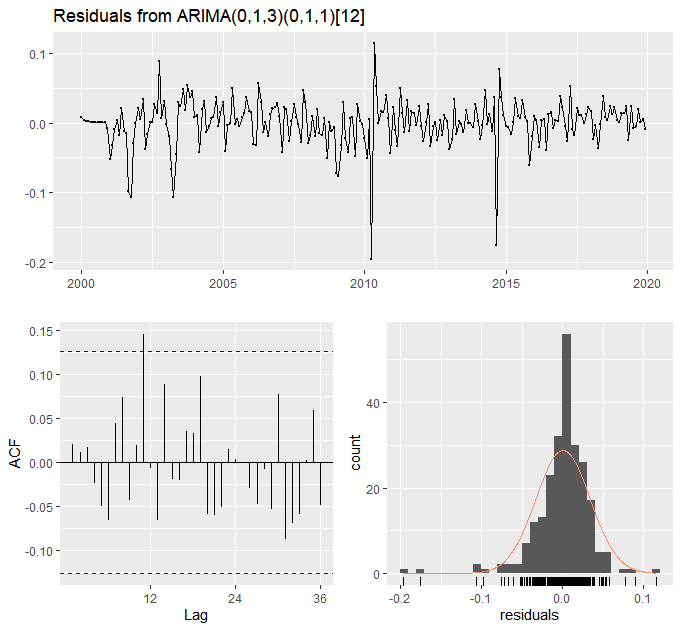 Residuals from ARIMA(0,1,3)(0,1,1)[12]
0.1
0.0
-0.1
-0.2
2000 2005 2010 2015 2020
0.15
0.10
0.05
0.00
-0.05
-0.10
ACF
12 24 36
Lag
40
20
0
count
-0.2 -0.1 0.0 0.1
residuals